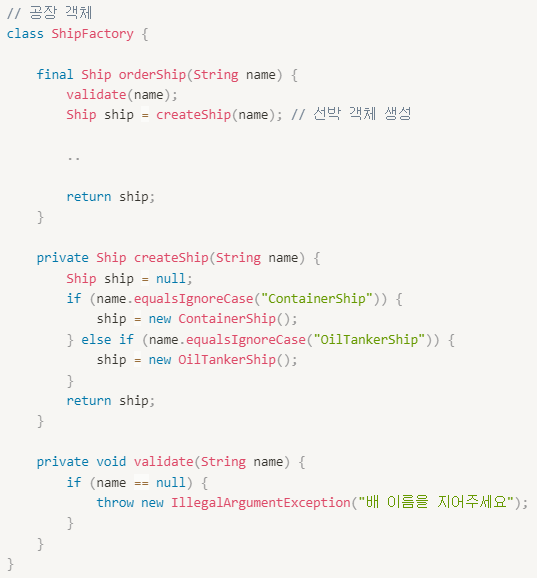 // 공장 객체
class ShipFactory {
final Ship orderShip(String name) {
validate(name);
Ship ship = createShip(name); // 선박 객체 생성
..
return ship;
}
private Ship createShip(String name) {
Ship ship = null;
if (name.equalsIgnoreCase("ContainerShip")) {
ship = new ContainerShip();
} else if (name.equalsIgnoreCase("OilTankerShip")) {
ship = new OilTankerShip();
}
return ship;
}
private void validate(String name) {
if (name == null) {
throw new IllegalArgumentException("배 이름을 지어주세요");
}
}
}